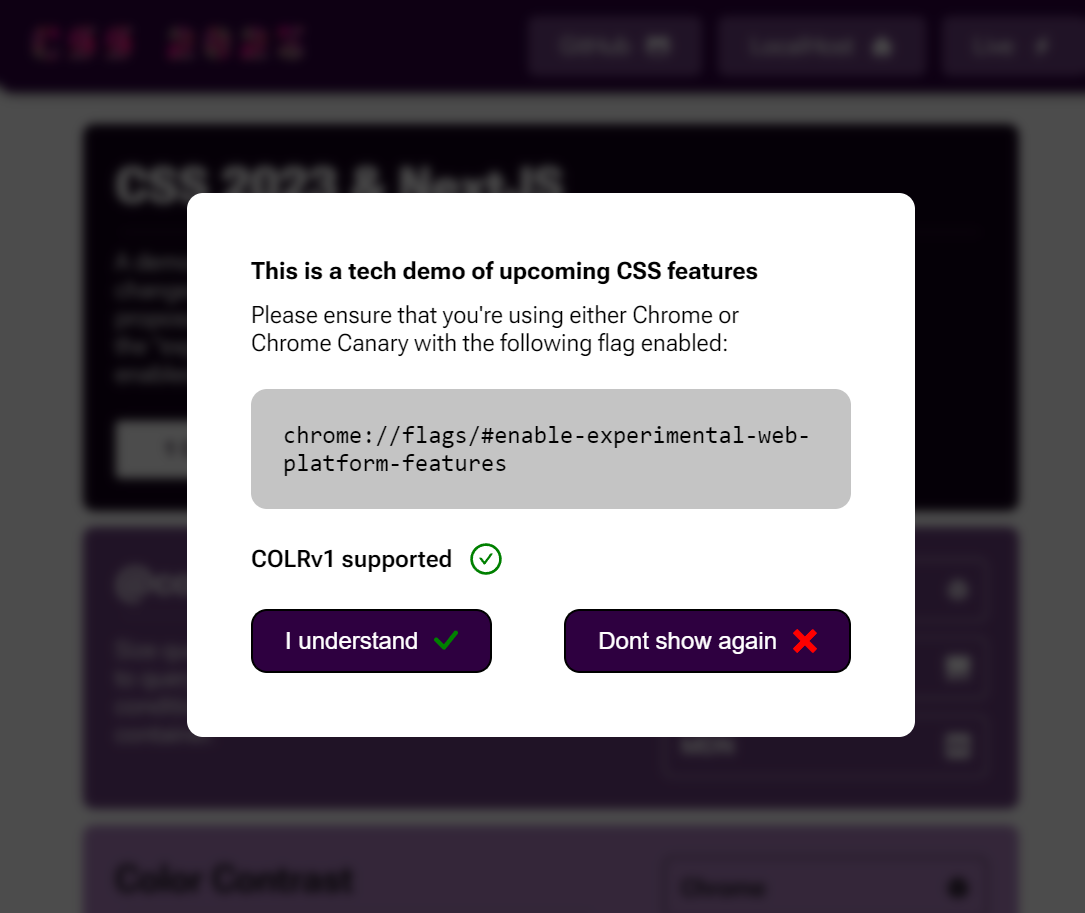 CSS 2023
GitHub
Localhost
Live
CSS 2023 & NextJS
This is a tech demo of upcoming CSS features
Please ensure that you're using either Chrome or
Chrome Canary with the following flag enabled:
chrome://flags/#enable-experimental-web-
platform-features
COLRv1 supported
I understand
Dont show again
Color Contrast
Chrome